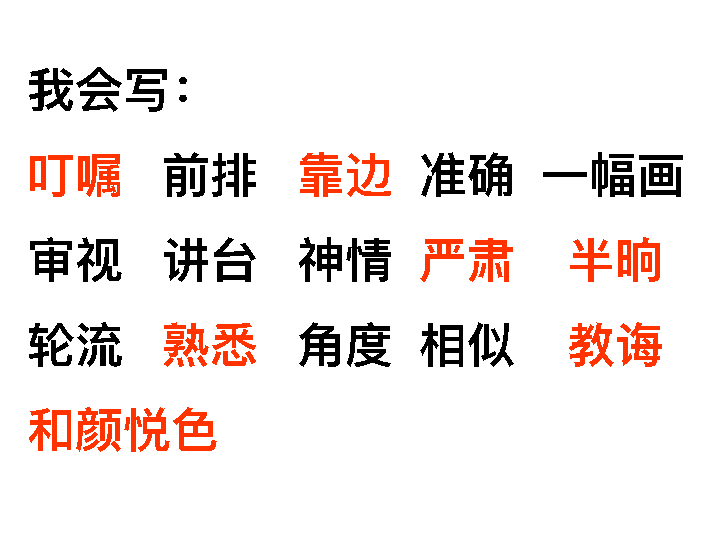 我会写：
叮嘱 前排 靠边 准确 一幅画
审视 讲台 神情 严肃 半晌
轮流 熟悉 角度 相似 教诲
和颜悦色